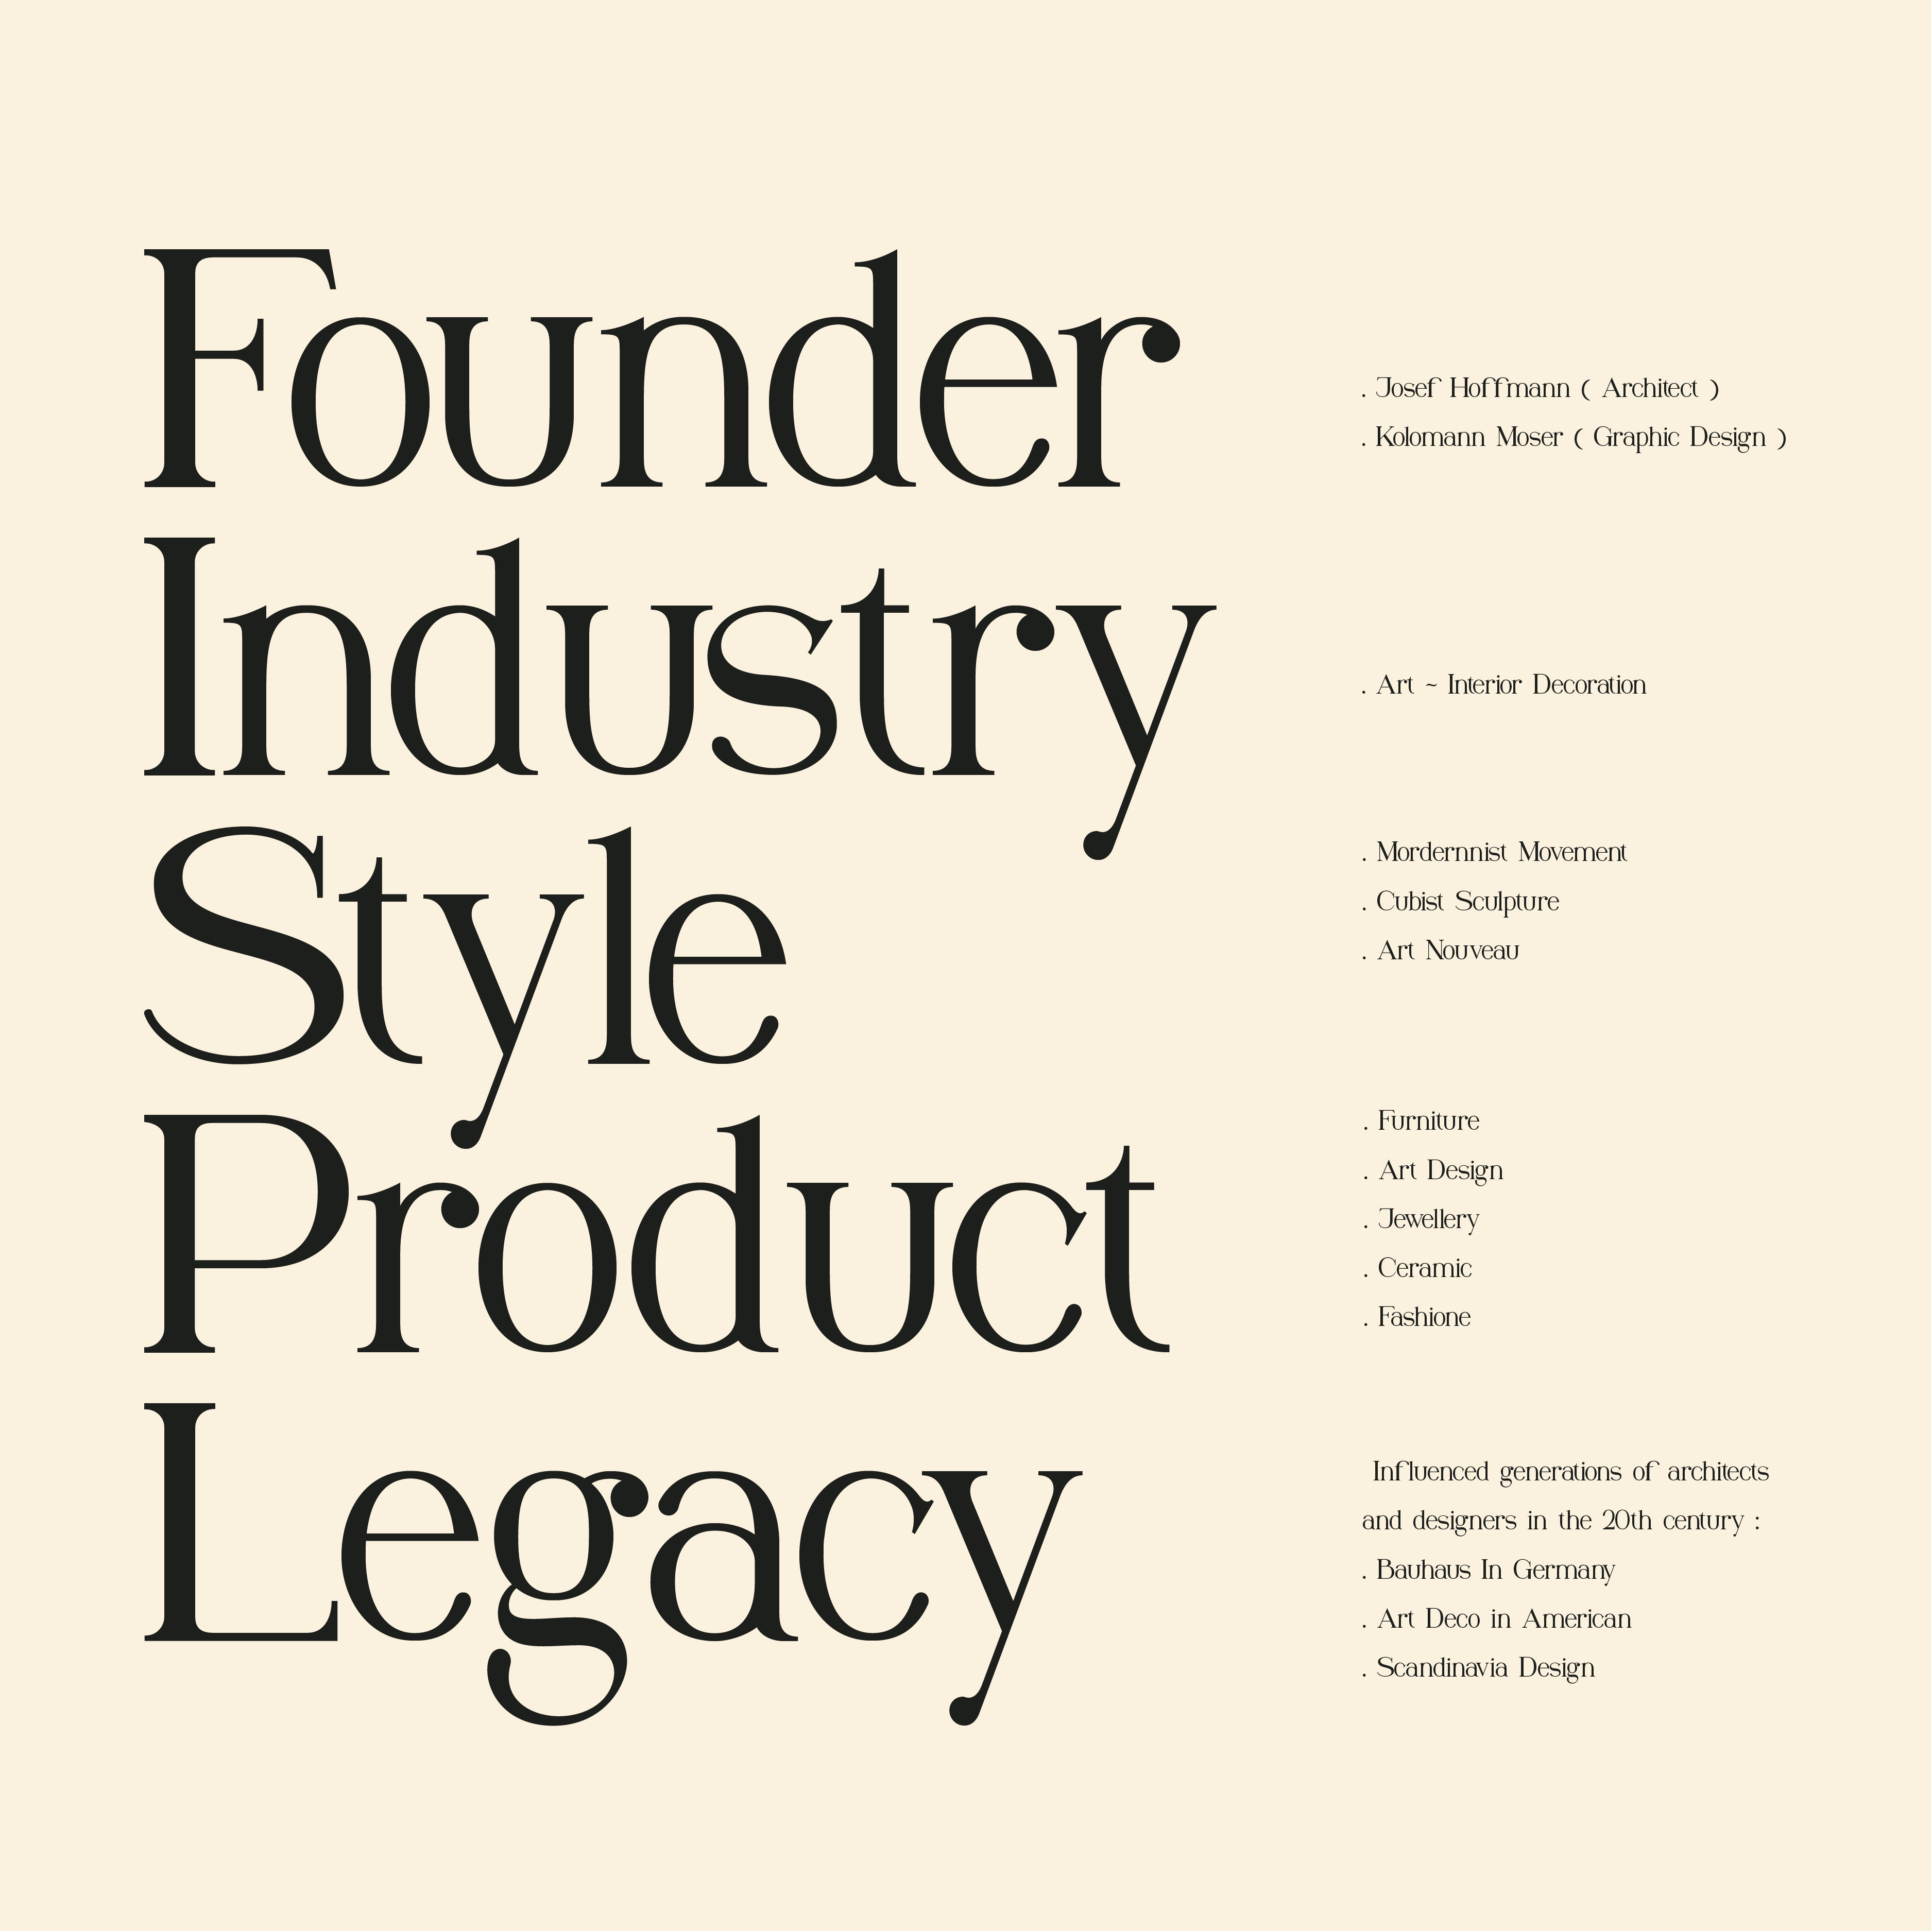 Founder
. Josef Hoffmann ( Architect )
. Kolomann Moser ( Graphic Design )
Industry
. Art ~ Interior Decoration
Style
. Mordernnist Movement
. Cubist Sculpture
. Art Nouveau
Product
. Furniture
. Art Design
. Jewellery
. Ceramic
. Fashione
Legacy
Influenced generations of architects
and designers in the 20th century :
. Bauhaus In Germany
. Art Deco in American
. Scandinavia Design